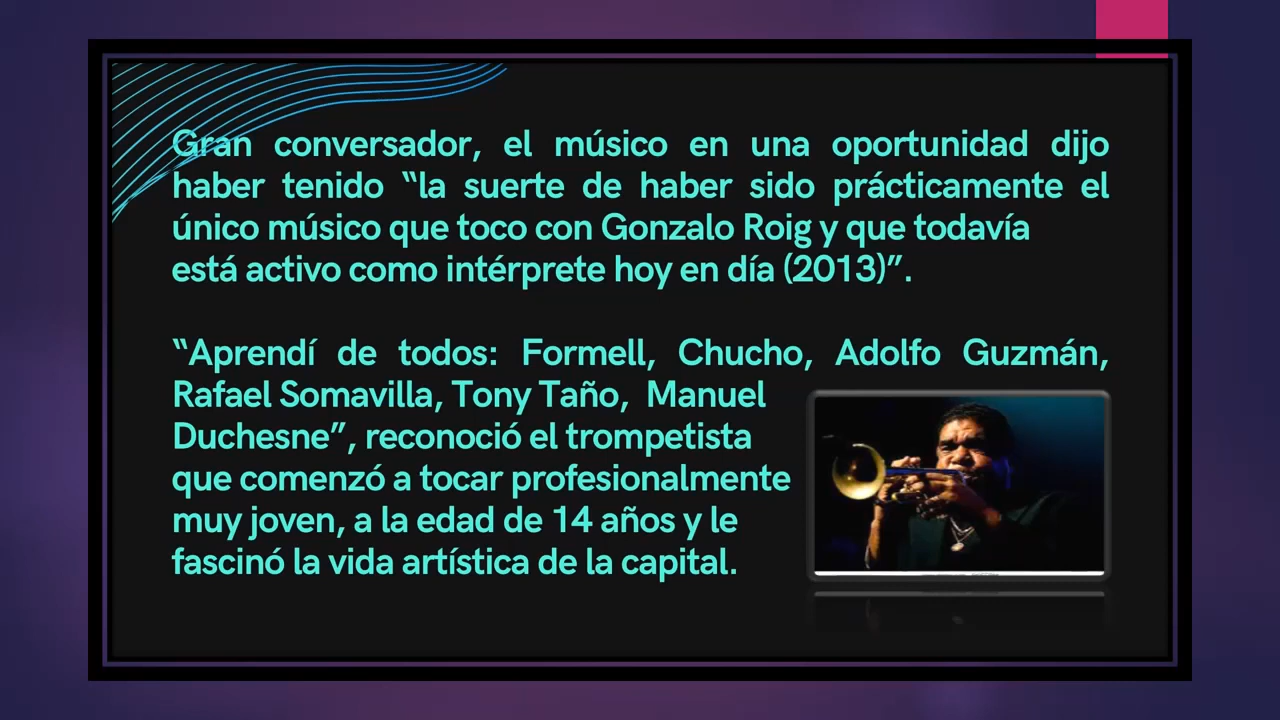 Gran conversador, el músico en una oportunidad dijo
haber tenido “la suerte de haber sido prácticamente el
único músico que toco con Gonzalo Roig y que todavía
está activo como intérprete hoy en día (2013)”.
“Aprendí de todos: Formell, Chucho, Adolfo Guzmán,
Rafael Somavilla, Tony Taño, Manuel
Duchesne”, reconoció el trompetista
que comenzó a tocar profesionalmente
muy joven, a la edad de 14 años y le
fascinó la vida artística de la capital.